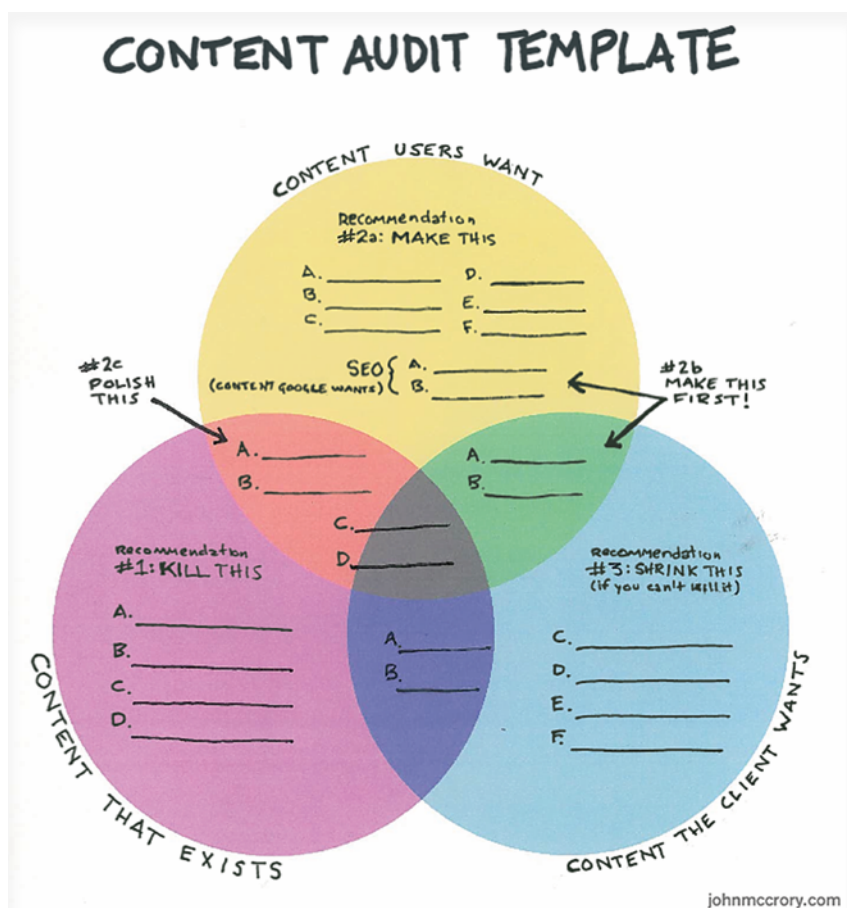 CONTENT AUDIT TEMPLATE
CONTENT USERS WANT
Recommendation
#2a: MAKE THIS
A.
B.
C.
D.
E.
F.
SEO
(CONTENT GOOGLE WANTS)
A.
B.
#2c
POLISH
THIS
#2b
MAKE THIS
FIRST!
A.
B.
C.
D.
A.
B.
Recommendation
#1: KILL THIS
A.
B.
C.
D.
Recommendation
#3: SHRINK THIS
(if you can't kill it)
A.
B.
C.
D.
E.
F.
CONTENT THAT EXISTS
CONTENT THE CLIENT WANTS
johnmccrory.com